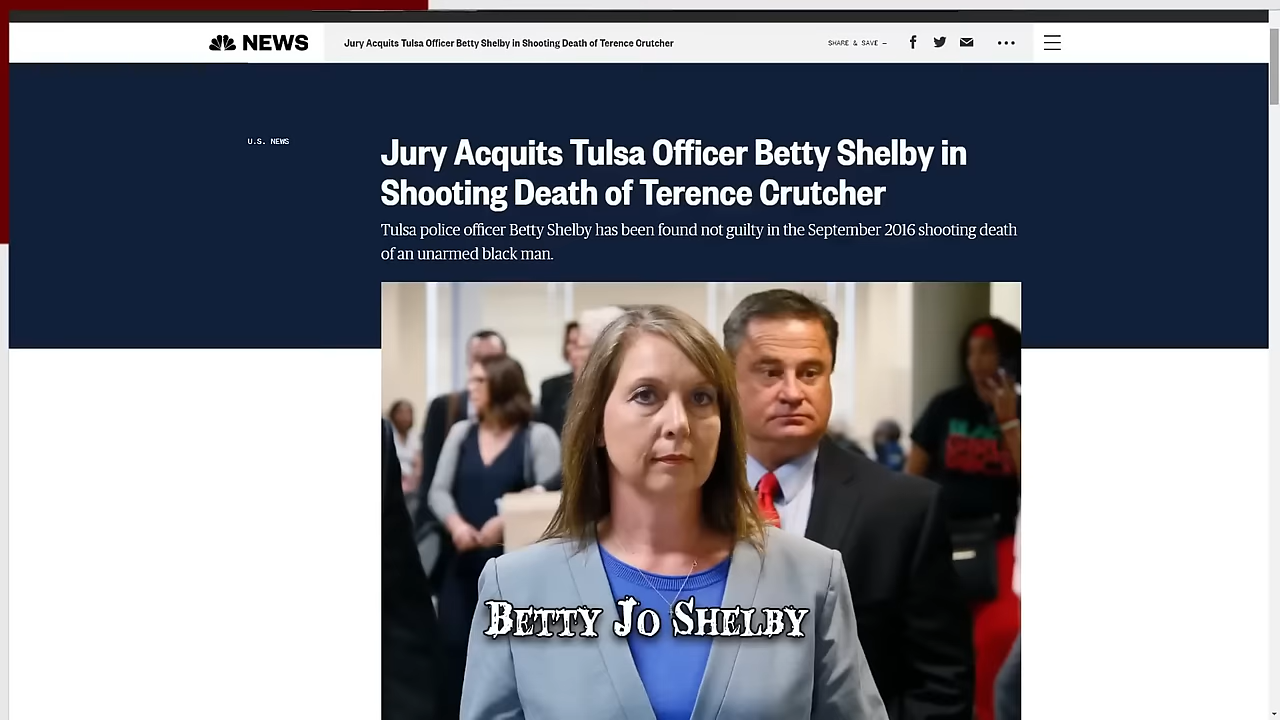 NEWS
Jury Acquits Tulsa Officer Betty Shelby in Shooting Death of Terence Crutcher
SHARE & SAVE —
U.S. NEWS
Jury Acquits Tulsa Officer Betty Shelby in
Shooting Death of Terence Crutcher
Tulsa police officer Betty Shelby has been found not guilty in the September 2016 shooting death
of an unarmed black man.
Betty Jo Shelby